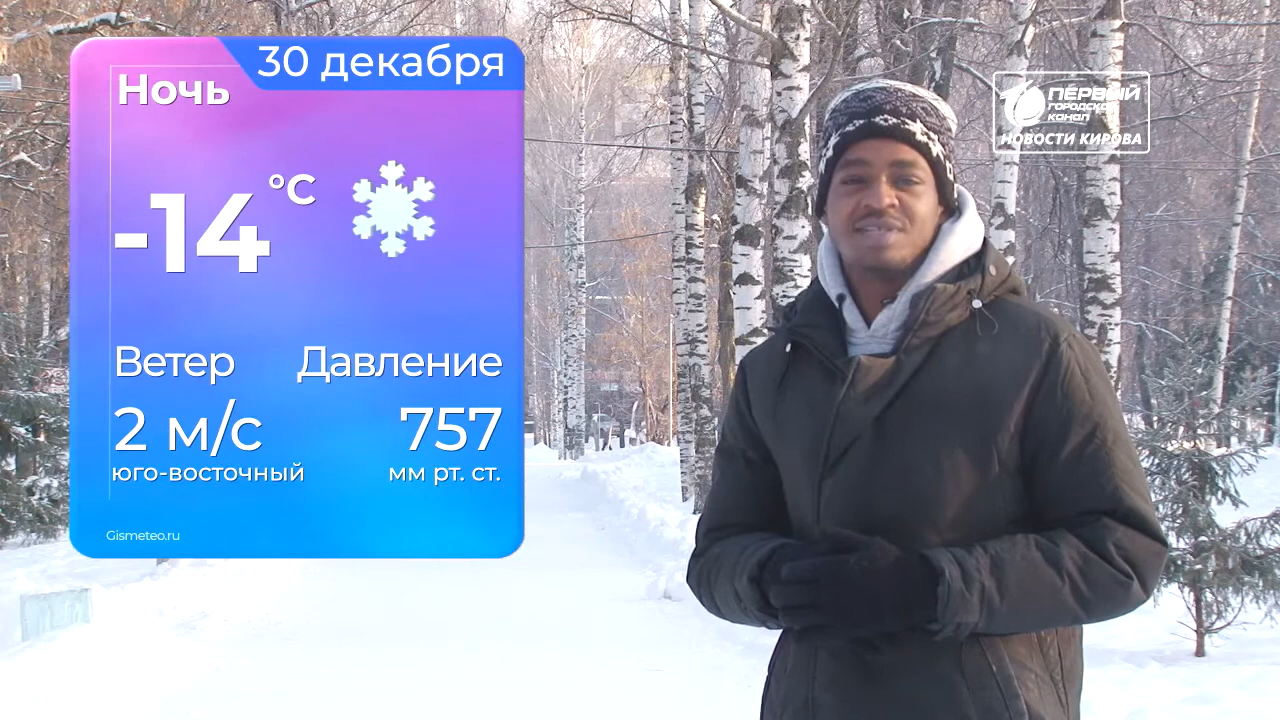 30 декабря
Ночь
-14 °C
Ветер Давление
2 м/с 757
юго-восточный мм рт. ст.
Gismeteo.ru
ПЕРВЫЙ
ГОРОДСКОЙ
КАНАЛ
НОВОСТИ КИРОВА